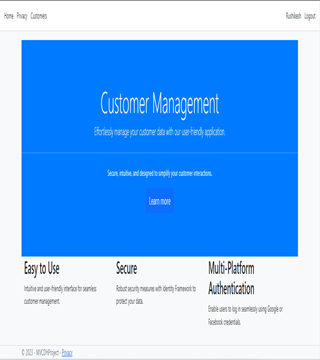 Home Privacy Customers Rushikesh Logout
Customer Management
Effortlessly manage your customer data with our user-friendly application.
Secure, intuitive, and designed to simplify your customer interactions.
Learn more
Easy to Use
Intuitive and user-friendly interface for seamless
customer management.
Secure
Robust security measures with Identity Framework to
protect your data.
Multi-Platform
Authentication
Enable users to log in seamlessly using Google or
Facebook credentials.
© 2023 - MVCDHProject - Privacy